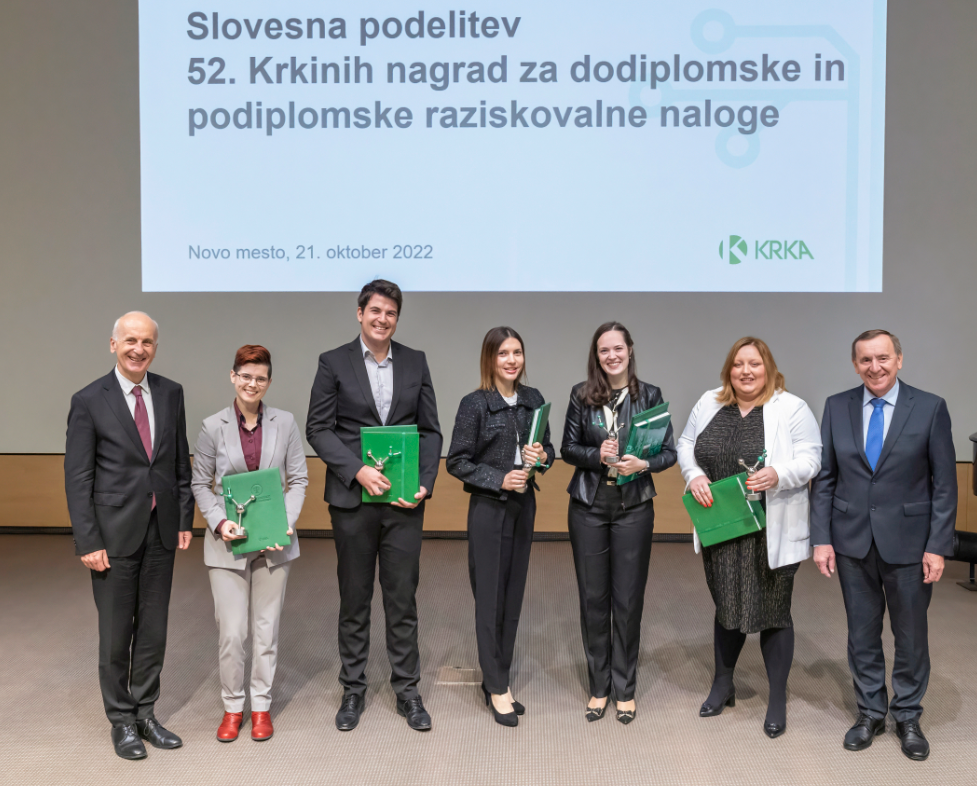 Slovesna podelitev
52. Krkinih nagrad za dodiplomske in
podiplomske raziskovalne naloge
Novo mesto, 21. oktober 2022
KRKA